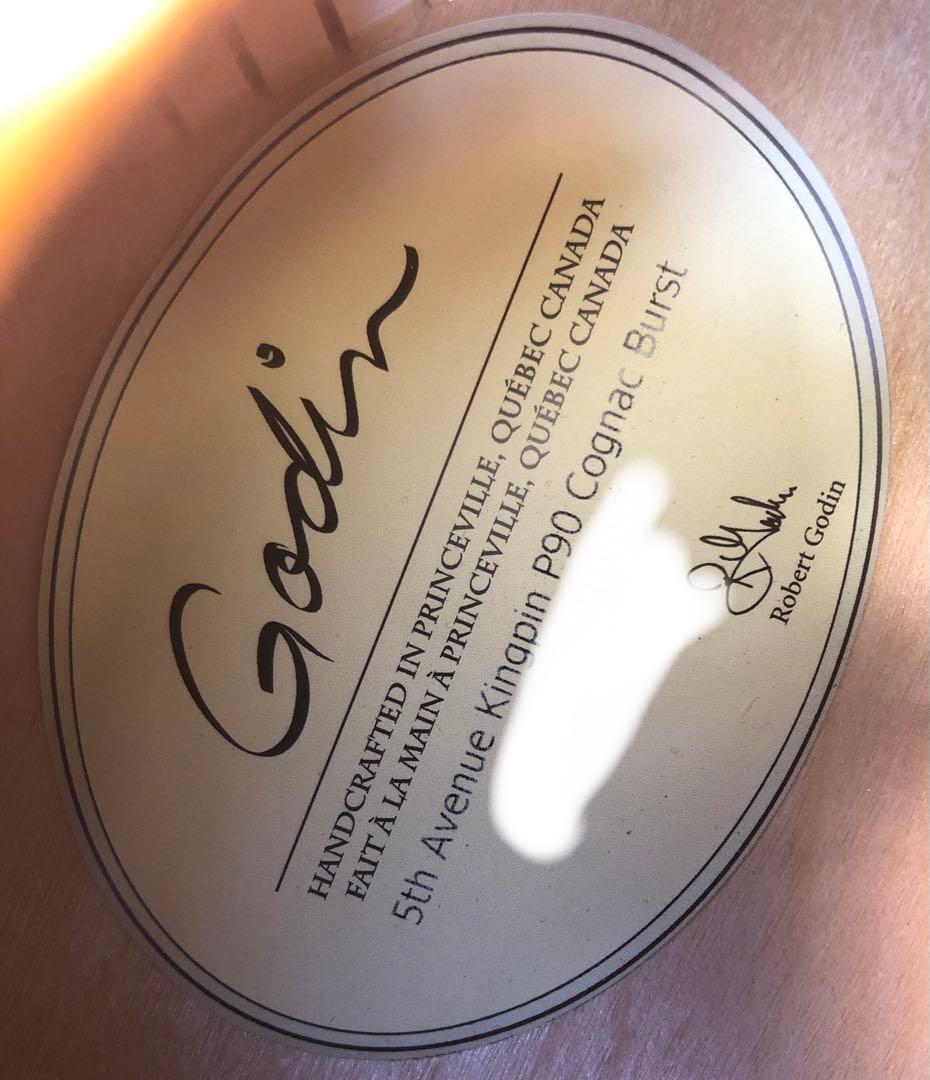 Godin
HANDCRAFTED IN PRINCEVILLE, QUÉBEC CANADA
FAIT À LA MAIN À PRINCEVILLE, QUÉBEC CANADA
5th Avenue Kingpin P90 Cognac Burst
Robert Godin